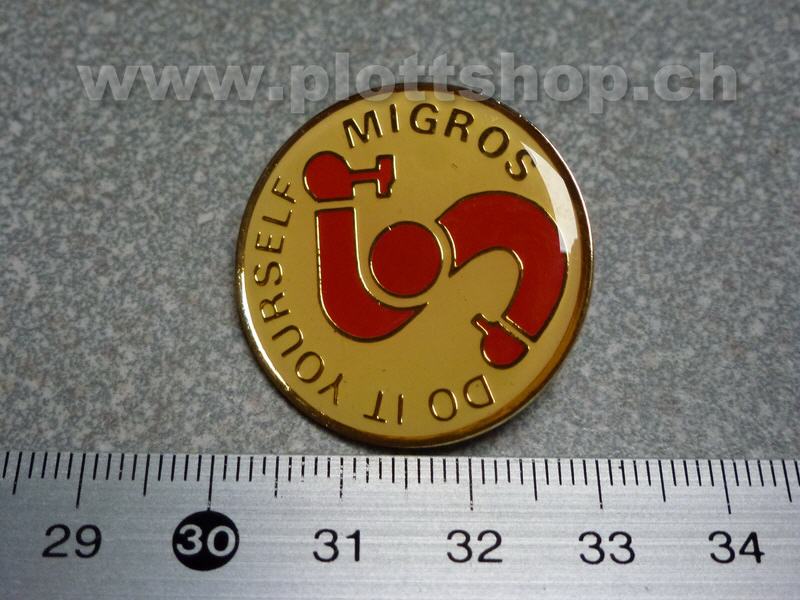 www.plottshop.ch
MIGROS
DO IT YOURSELF
29 30 31 32 33 34